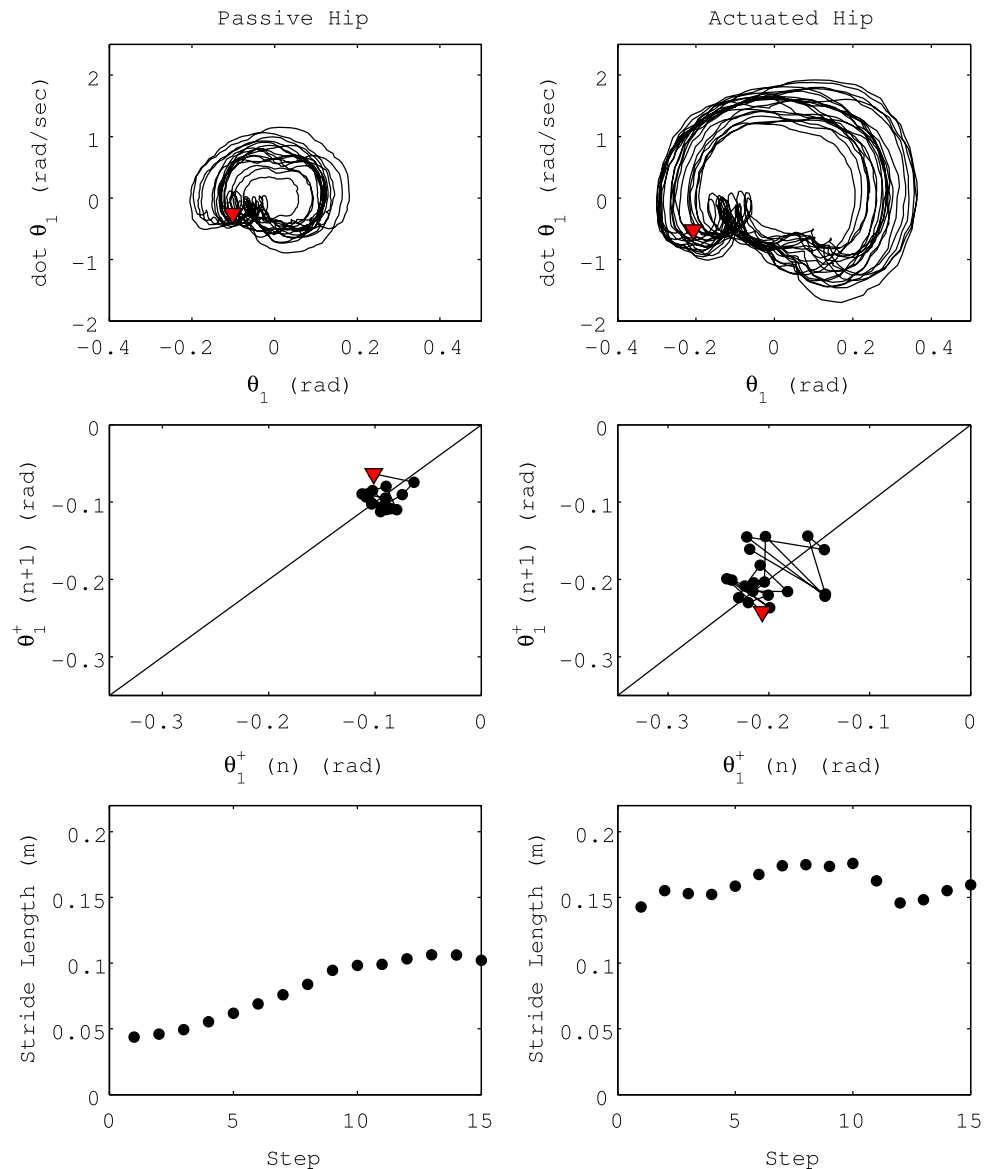 Passive Hip
Actuated Hip
dot θ1 (rad/sec)
2
1
0
−1
−2
−0.4 −0.2 0 0.2 0.4
θ1 (rad)
dot θ1 (rad/sec)
2
1
0
−1
−2
−0.4 −0.2 0 0.2 0.4
θ1 (rad)
θ1+ (n+1) (rad)
0
−0.1
−0.2
−0.3
−0.3 −0.2 −0.1 0
θ1+ (n) (rad)
θ1+ (n+1) (rad)
0
−0.1
−0.2
−0.3
−0.3 −0.2 −0.1 0
θ1+ (n) (rad)
Stride Length (m)
0.2
0.15
0.1
0.05
0
0 5 10 15
Step
Stride Length (m)
0.2
0.15
0.1
0.05
0
0 5 10 15
Step